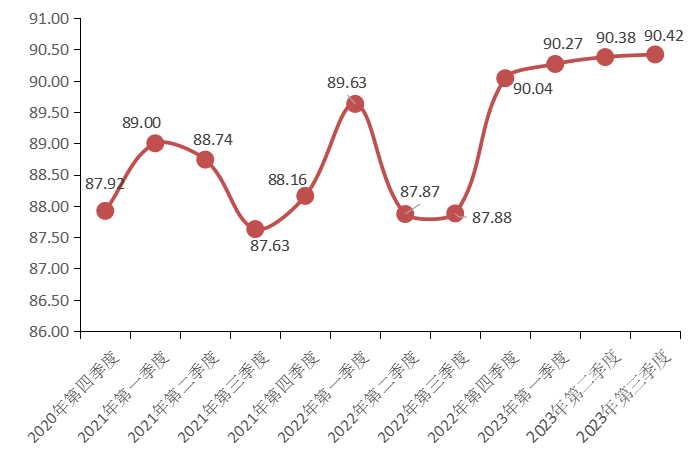 91.00
90.50
90.00
89.50
89.00
88.50
88.00
87.50
87.00
86.50
86.00
87.92
89.00
88.74
87.63
88.16
89.63
87.87
87.88
90.04
90.27
90.38
90.42
2020年第四季度
2021年第一季度
2021年第二季度
2021年第三季度
2021年第四季度
2022年第一季度
2022年第二季度
2022年第三季度
2022年第四季度
2023年第一季度
2023年第二季度
2023年第三季度